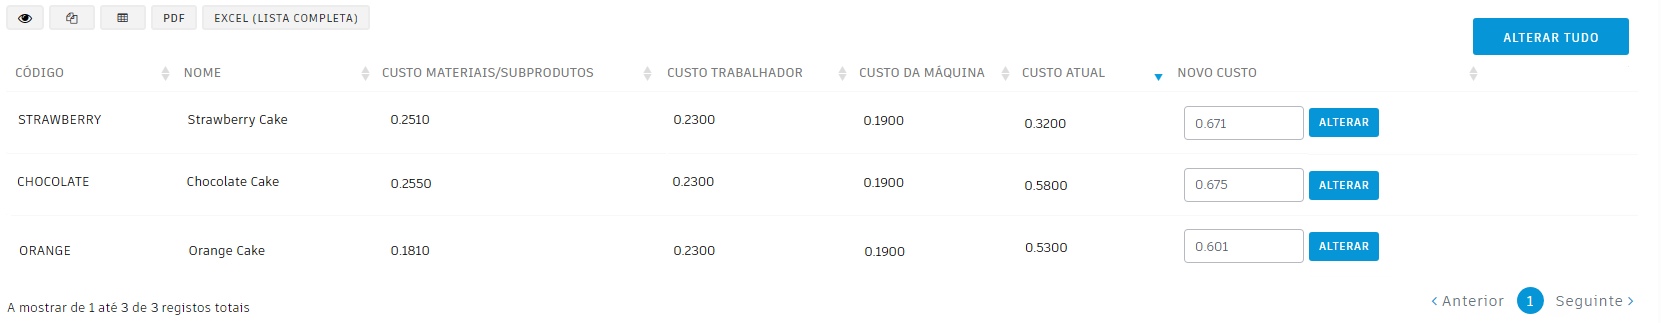 PDF EXCEL (LISTA COMPLETA)
ALTERAR TUDO
CÓDIGO NOME CUSTO MATERIAIS/SUBPRODUTOS CUSTO TRABALHADOR CUSTO DA MÁQUINA CUSTO ATUAL NOVO CUSTO
STRAWBERRY Strawberry Cake 0.2510 0.2300 0.1900 0.3200 0.671 ALTERAR
CHOCOLATE Chocolate Cake 0.2550 0.2300 0.1900 0.5800 0.675 ALTERAR
ORANGE Orange Cake 0.1810 0.2300 0.1900 0.5300 0.601 ALTERAR
A mostrar de 1 até 3 de 3 registos totais
‹ Anterior 1 Seguinte ›